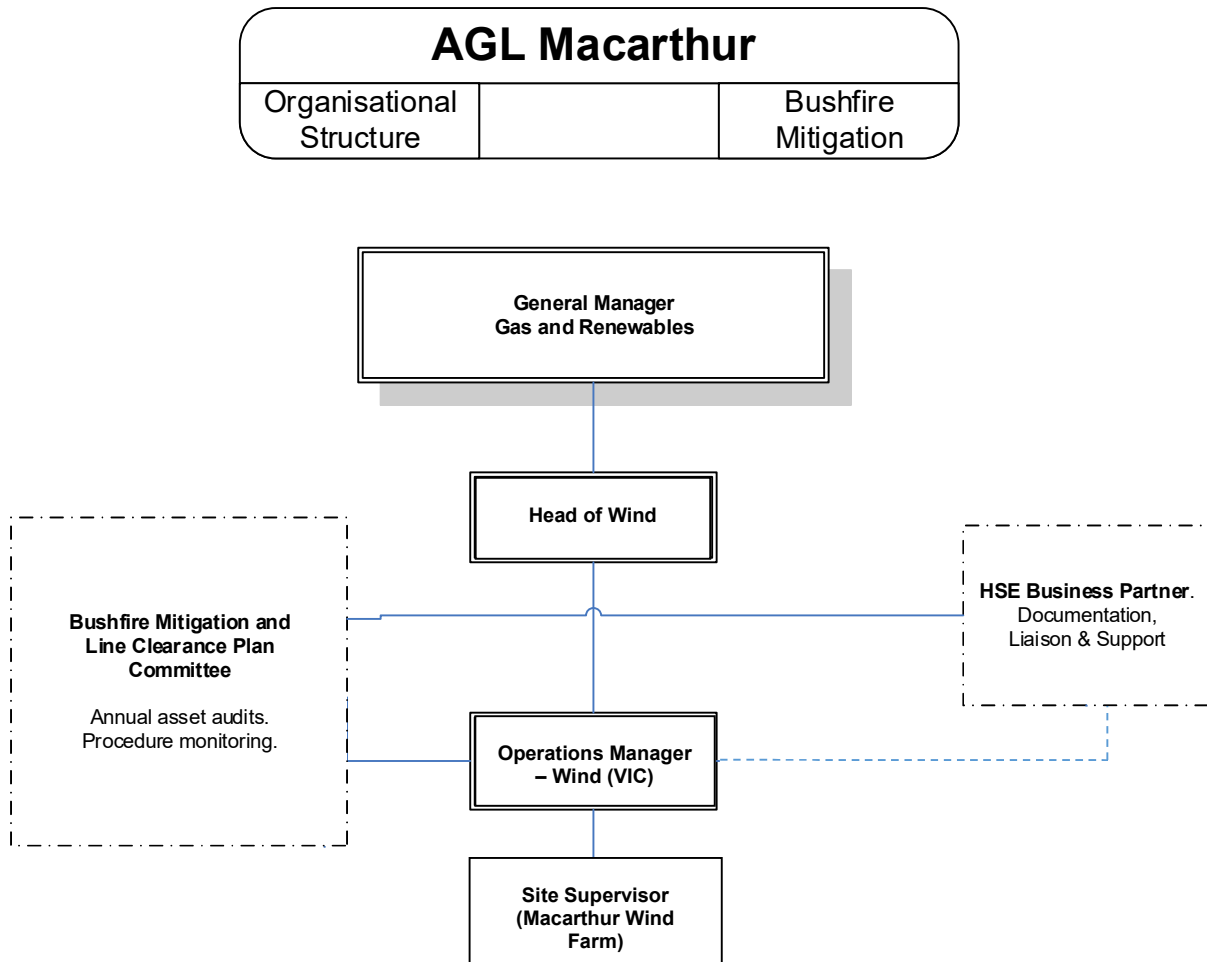 AGL Macarthur
Organisational
Structure
Bushfire
Mitigation
General Manager
Gas and Renewables
Head of Wind
Bushfire Mitigation and
Line Clearance Plan
Committee
Annual asset audits.
Procedure monitoring.
HSE Business Partner.
Documentation,
Liaison & Support
Operations Manager
– Wind (VIC)
Site Supervisor
(Macarthur Wind
Farm)